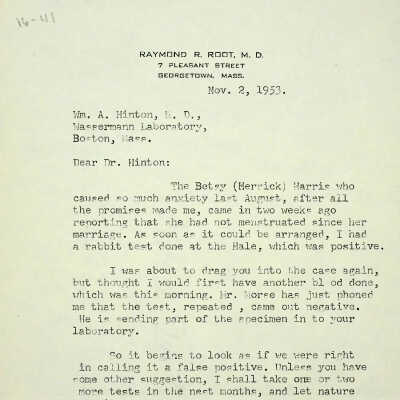 16-41
RAYMOND R. ROOT, M. D.
7 PLEASANT STREET
GEORGETOWN, MASS.
Nov. 2, 1953.
Wm. A. Hinton, M. D.,
Wassermann Laboratory,
Boston, Mass.
Dear Dr. Hinton:
The Betsy (Merrick) Harris who
caused so much anxiety last August, after all
the promises made me, came in two weeks ago
reporting that she had not menstruated since her
marriage. As soon as it could be arranged, I had
a rabbit test done at the Hale, which was positive.
I was about to drag you into the case again,
but thought I would first have another bl od done,
which was this morning. Mr. Morse has just phoned
me that the test, repeated , came out negative.
He is sending part of the specimen in to your
laboratory.
So it begins to look as if we were right
in calling it a false positive. Unless you have
some other suggestion, I shall take one or two
more tests in the next months, and let nature